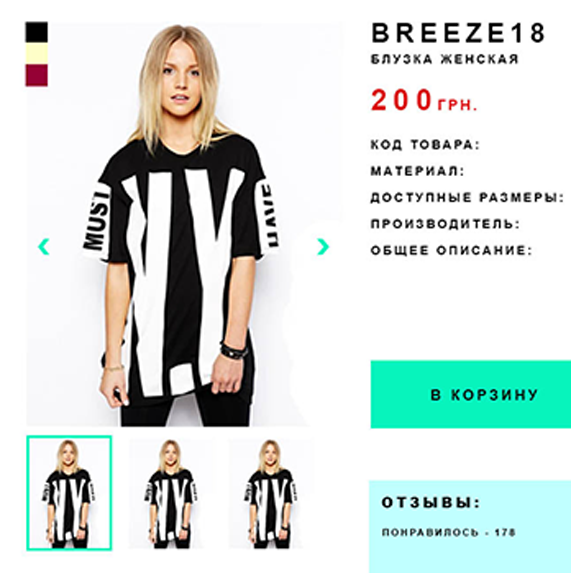 BREEZE18
БЛУЗКА ЖЕНСКАЯ
200 ГРН.
КОД ТОВАРА:
МАТЕРИАЛ:
ДОСТУПНЫЕ РАЗМЕРЫ:
ПРОИЗВОДИТЕЛЬ:
ОБЩЕЕ ОПИСАНИЕ:
MUST
HAVE
NY
В КОРЗИНУ
ОТЗЫВЫ:
ПОНРАВИЛОСЬ - 178